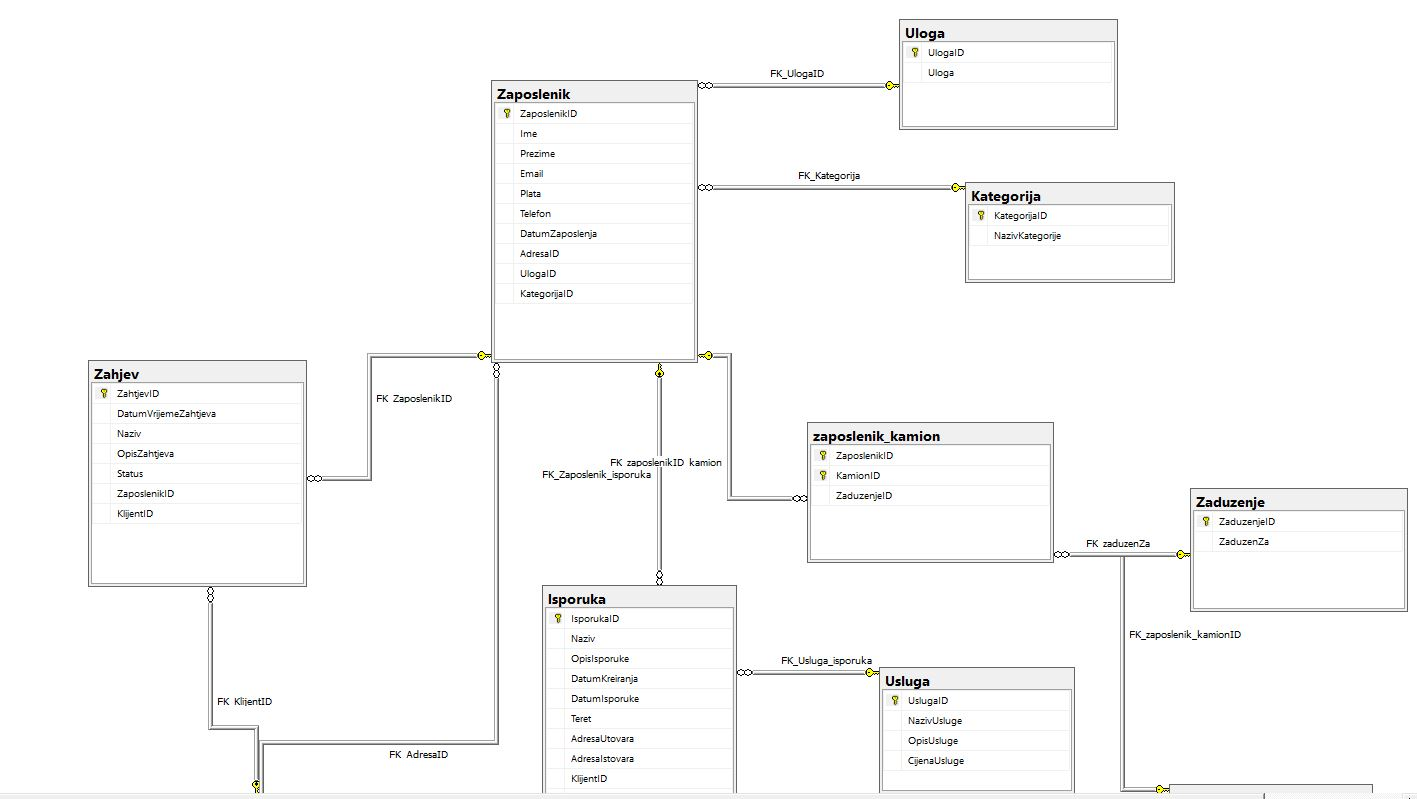 Uloga
UlogaID
Uloga
FK_UlogaID
Zaposlenik
ZaposlenikID
Ime
Prezime
Email
Plata
Telefon
DatumZaposlenja
AdresaID
UlogaID
KategorijaID
FK_Kategorija
Kategorija
KategorijaID
NazivKategorije
Zahjev
ZahtjevID
DatumVrijemeZahtjeva
Naziv
OpisZahtjeva
Status
ZaposlenikID
KlijentID
FK_ZaposlenikID
FK_zaposlenikID_kamion
FK_Zaposlenik_isporuka
zaposlenik_kamion
ZaposlenikID
KamionID
ZaduzenjeID
FK_zaduzenZa
Zaduzenje
ZaduzenjeID
ZaduzenZa
FK_zaposlenik_kamionID
Isporuka
IsporukaID
Naziv
OpisIsporuke
DatumKreiranja
DatumIsporuke
Teret
AdresaUtovara
AdresaIstovara
KlijentID
FK_Usluga_isporuka
Usluga
UslugaID
NazivUsluge
OpisUsluge
CijenaUsluge
FK_KlijentID
FK_AdresaID